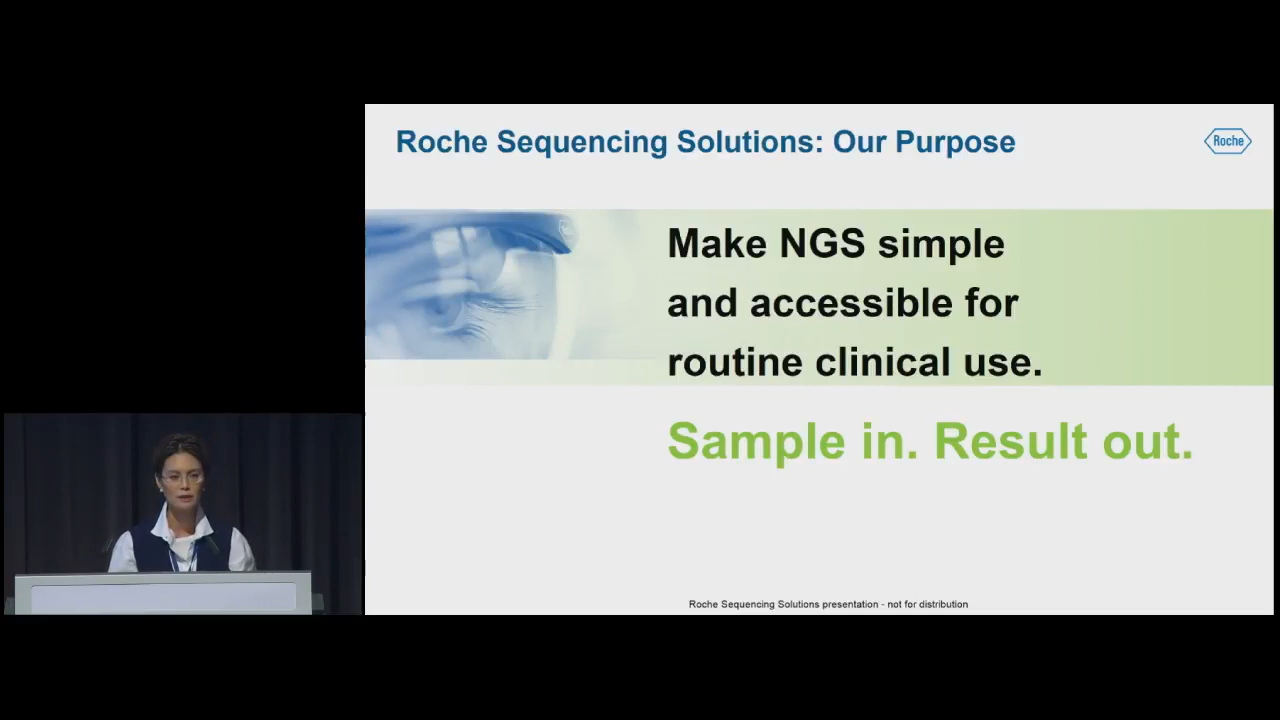 Roche Sequencing Solutions: Our Purpose
Roche
Make NGS simple
and accessible for
routine clinical use.
Sample in. Result out.
Roche Sequencing Solutions presentation - not for distribution